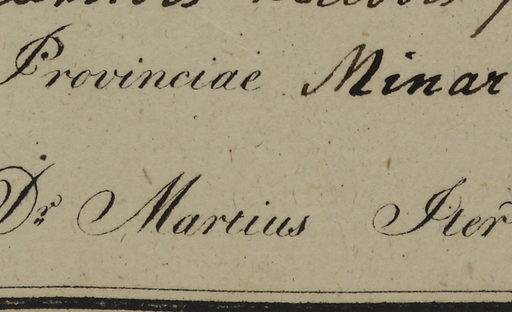 Provinciae Minar
Dr Martius Iter